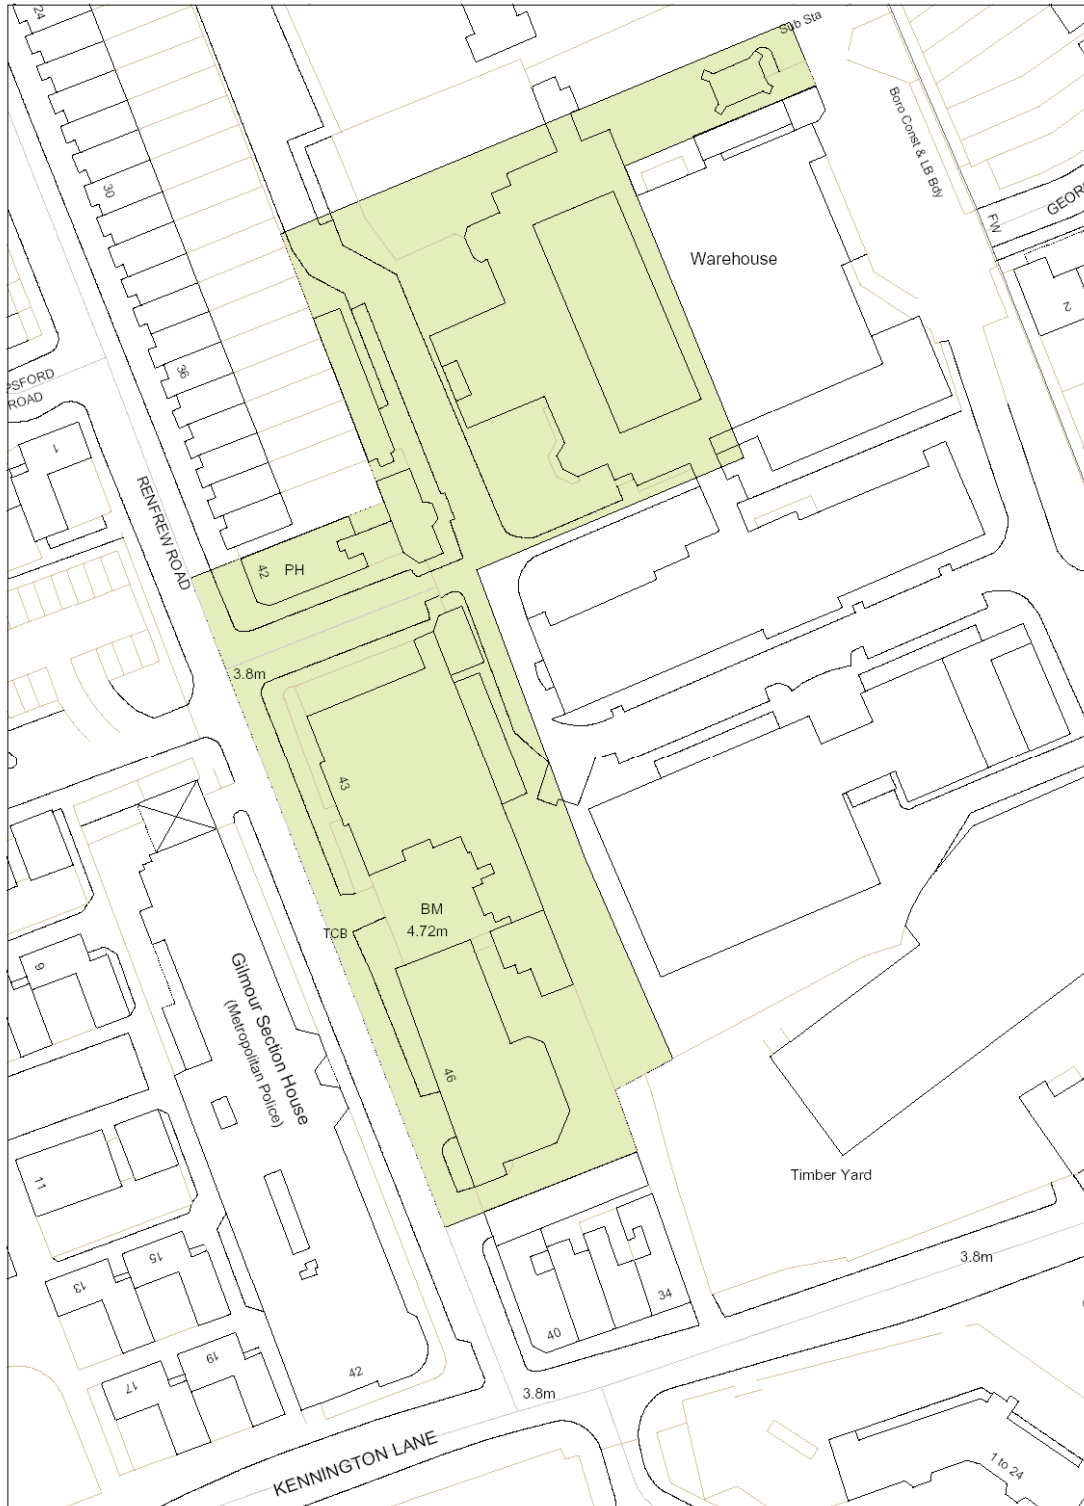 24
Sub Sta
Boro Const & LB Bdy
30
FW
GEOR
Warehouse
2
36
PSFORD
ROAD
1
RENFREW ROAD
42
PH
3.8m
43
BM
4.72m
TCB
9
Gilmour Section House
(Metropolitan Police)
46
11
Timber Yard
15
13
3.8m
34
40
19
17
42
3.8m
KENNINGTON LANE
1 to 24